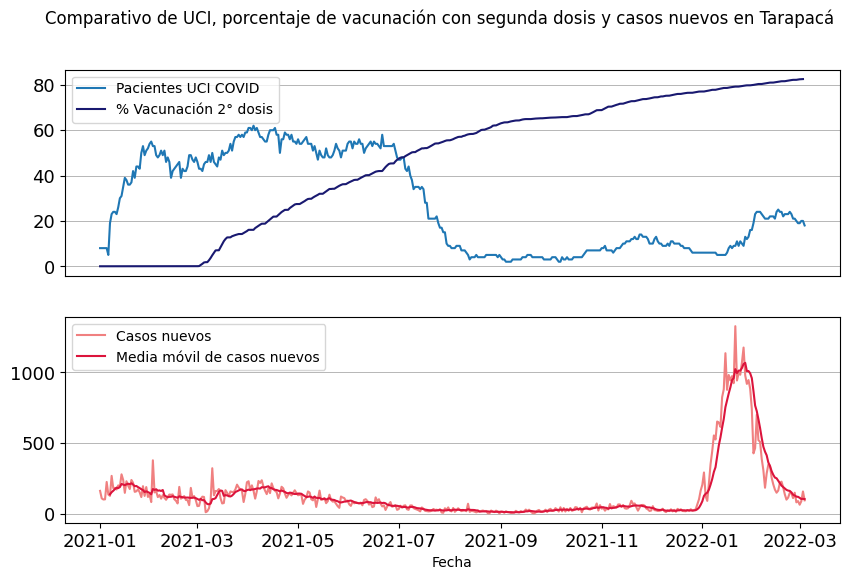 Comparativo de UCI, porcentaje de vacunación con segunda dosis y casos nuevos en Tarapacá
80
60
40
20
0
Pacientes UCI COVID
% Vacunación 2° dosis
1000
500
0
Casos nuevos
Media móvil de casos nuevos
2021-01 2021-03 2021-05 2021-07 2021-09 2021-11 2022-01 2022-03
Fecha